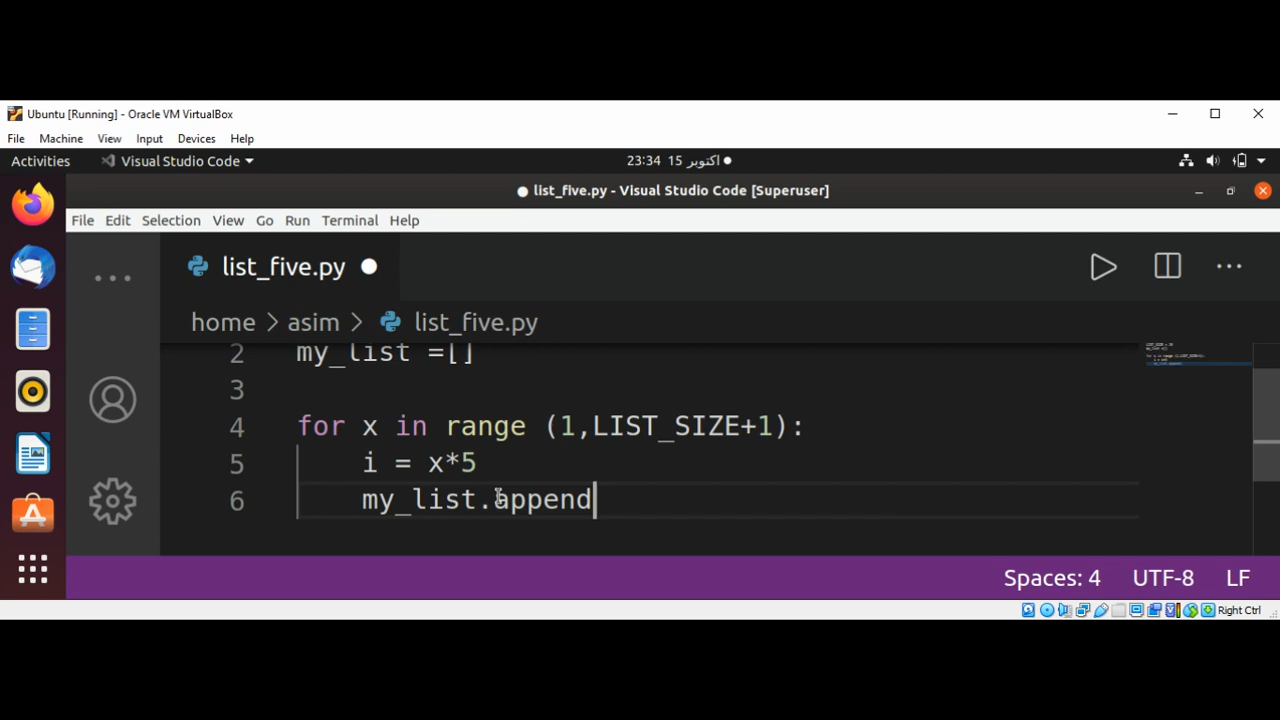 Ubuntu [Running] - Oracle VM VirtualBox
File Machine View Input Devices Help
Activities Visual Studio Code 23:34 15 اکتوبر
list_five.py - Visual Studio Code [Superuser]
File Edit Selection View Go Run Terminal Help
list_five.py
home > asim > list_five.py
2 my_list =[]
3
4 for x in range (1,LIST_SIZE+1):
5 i = x*5
6 my_list.append
Spaces: 4 UTF-8 LF
Right Ctrl